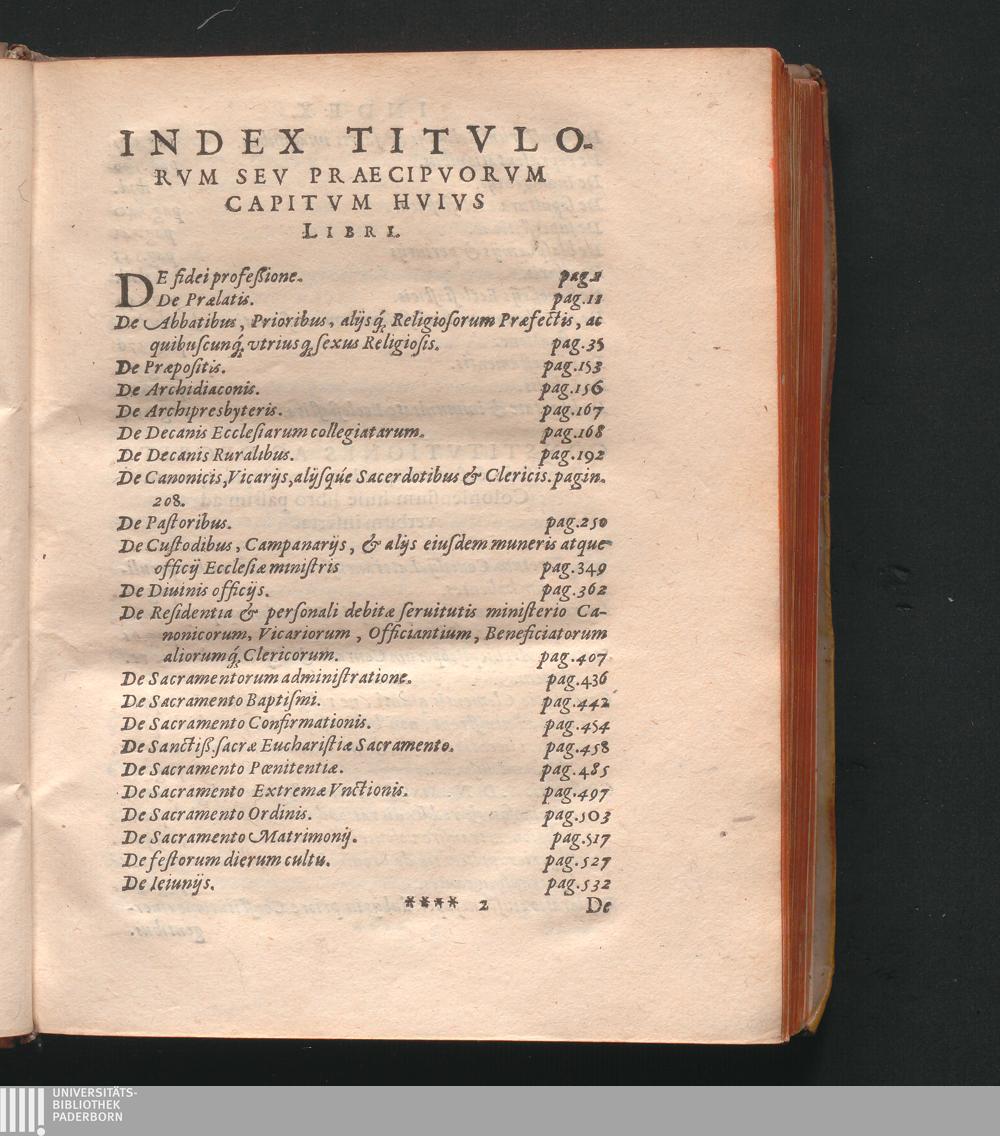 INDEX TITVLO-
RVM SEV PRAECIPVORVM
CAPITVM HVIVS
LIBRI.
DE fidei profeſſione. pag.1
De Prælatis. pag.11
De Abbatibus, Prioribus, alijsq́; Religioſorum Præfectis, ac
quibuſcunq́; vtriusq; ſexus Religioſis. pag.35
De Præpoſitis. pag.153
De Archidiaconis. pag.156
De Archipresbyteris. pag.167
De Decanis Eccleſiarum collegiatarum. pag.168
De Decanis Ruralibus. pag.192
De Canonicis, Vicarijs, alijſqúe Sacerdotibus & Clericis. pagin.
208.
De Paſtoribus. pag.250
De Cuſtodibus, Campanarijs, & alijs eiuſdem muneris atque
officij Eccleſiæ miniſtris pag.349
De Diuinis officijs. pag.362
De Reſidentia & perſonali debitæ ſeruitutis miniſterio Ca-
nonicorum, Vicariorum, Officiantium, Beneficiatorum
aliorumq́; Clericorum. pag.407
De Sacramentorum adminiſtratione. pag.436
De Sacramento Baptiſmi. pag.442
De Sacramento Confirmationis. pag.454
De Sanctiß. ſacræ Euchariſtiæ Sacramento. pag.458
De Sacramento Pœnitentiæ. pag.485
De Sacramento Extremæ Vnctionis. pag.497
De Sacramento Ordinis. pag.503
De Sacramento Matrimonij. pag.517
De feſtorum dierum cultu. pag.527
De Ieiunijs. pag.532
**** 2 De
UNIVERSITÄTS-
BIBLIOTHEK
PADERBORN